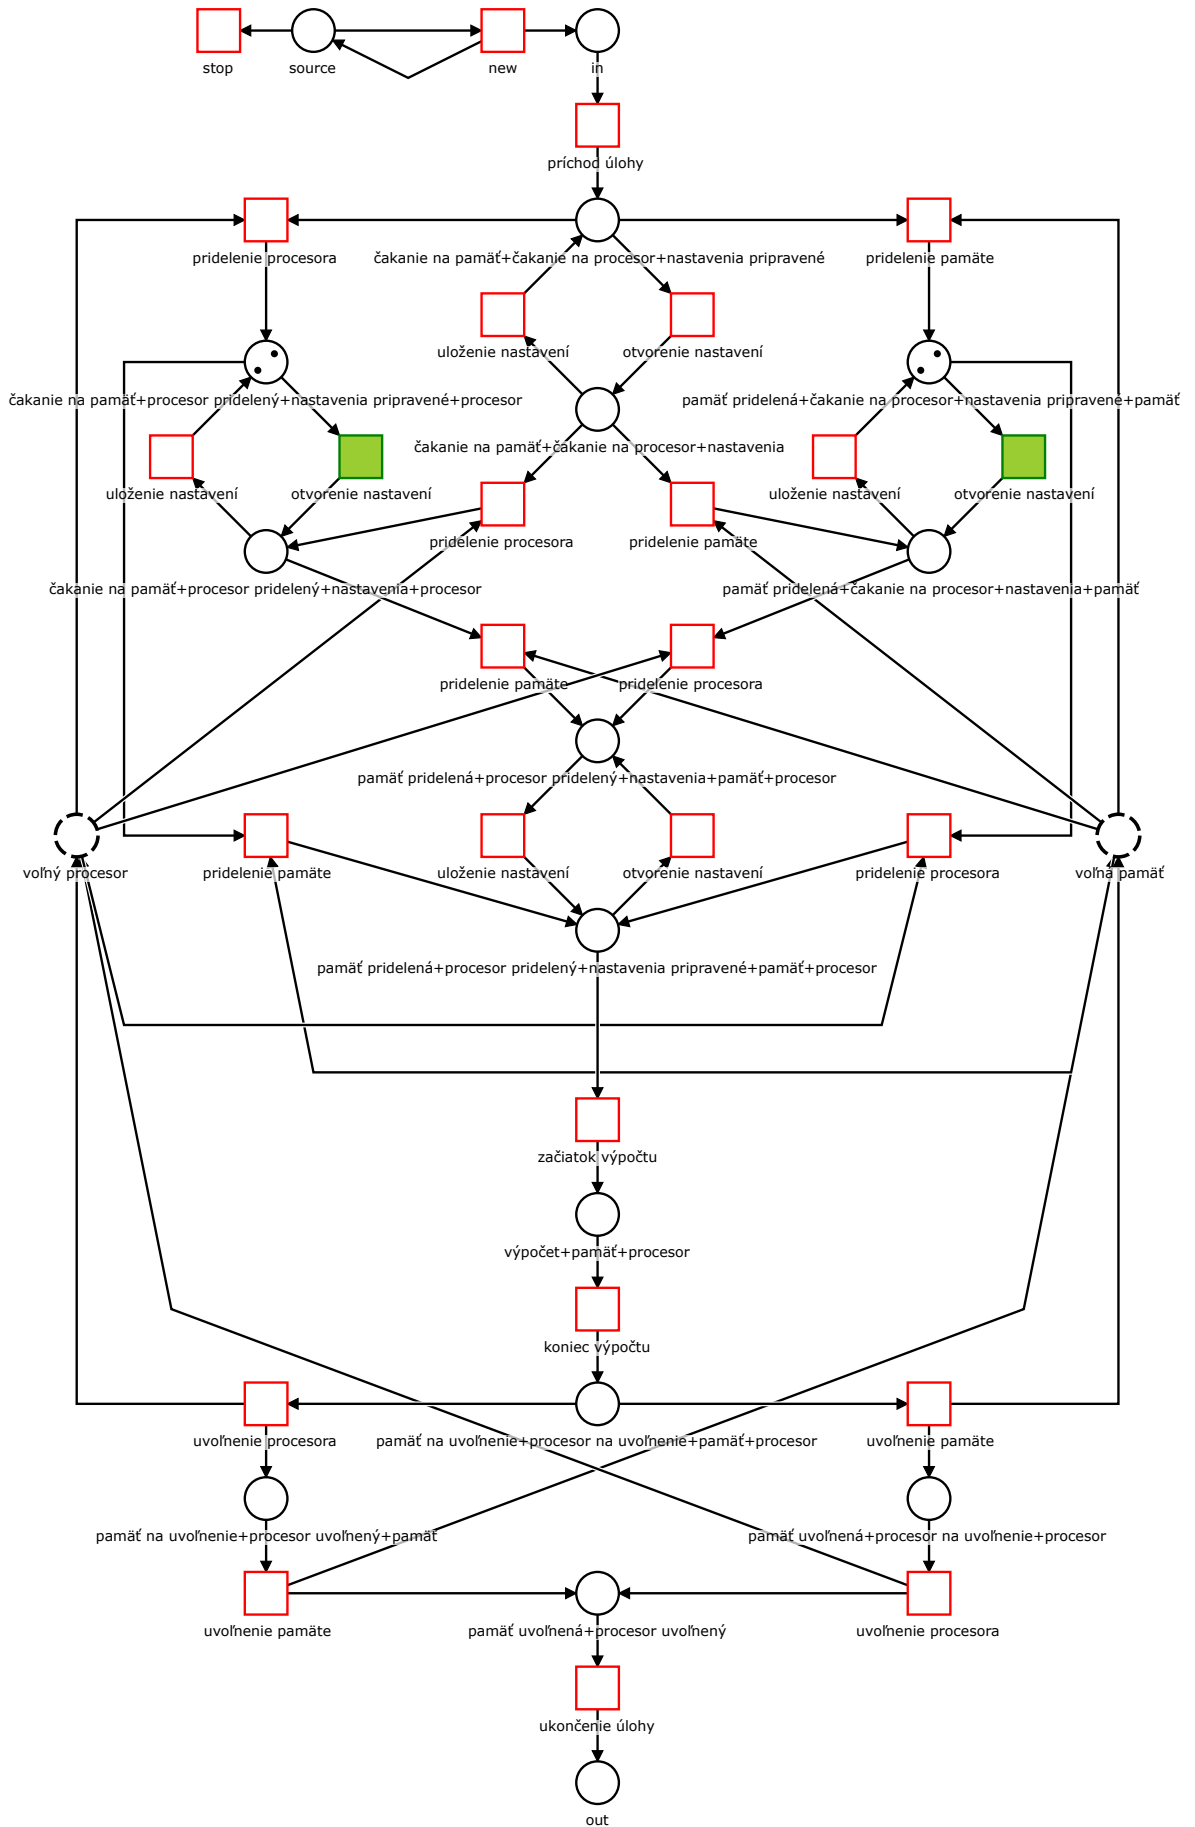 stop
source
new
in
príchod úlohy
pridelenie procesora
čakanie na pamäť+čakanie na procesor+nastavenia pripravené
pridelenie pamäte
uloženie nastavení
otvorenie nastavení
čakanie na pamäť+procesor pridelený+nastavenia pripravené+procesor
pamäť pridelená+čakanie na procesor+nastavenia pripravené+pamäť
čakanie na pamäť+čakanie na procesor+nastavenia
uloženie nastavení
otvorenie nastavení
uloženie nastavení
otvorenie nastavení
pridelenie procesora
pridelenie pamäte
čakanie na pamäť+procesor pridelený+nastavenia+procesor
pamäť pridelená+čakanie na procesor+nastavenia+pamäť
pridelenie pamäte
pridelenie procesora
pamäť pridelená+procesor pridelený+nastavenia+pamäť+procesor
voľný procesor
pridelenie pamäte
uloženie nastavení
otvorenie nastavení
pridelenie procesora
voľná pamäť
pamäť pridelená+procesor pridelený+nastavenia pripravené+pamäť+procesor
začiatok výpočtu
výpočet+pamäť+procesor
koniec výpočtu
uvoľnenie procesora
pamäť na uvoľnenie+procesor na uvoľnenie+pamäť+procesor
uvoľnenie pamäte
pamäť na uvoľnenie+procesor uvoľnený+pamäť
pamäť uvoľnená+procesor na uvoľnenie+procesor
uvoľnenie pamäte
pamäť uvoľnená+procesor uvoľnený
uvoľnenie procesora
ukončenie úlohy
out